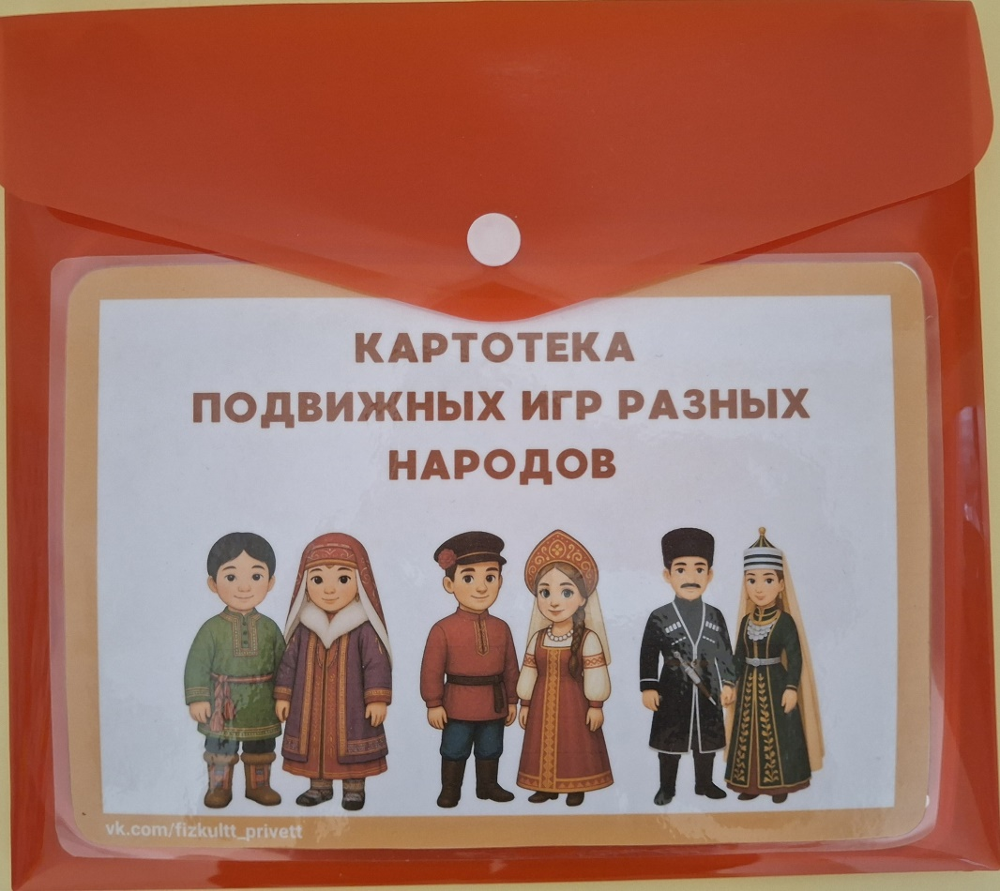 КАРТОТЕКА
ПОДВИЖНЫХ ИГР РАЗНЫХ
НАРОДОВ
vk.com/fizkultt_privett